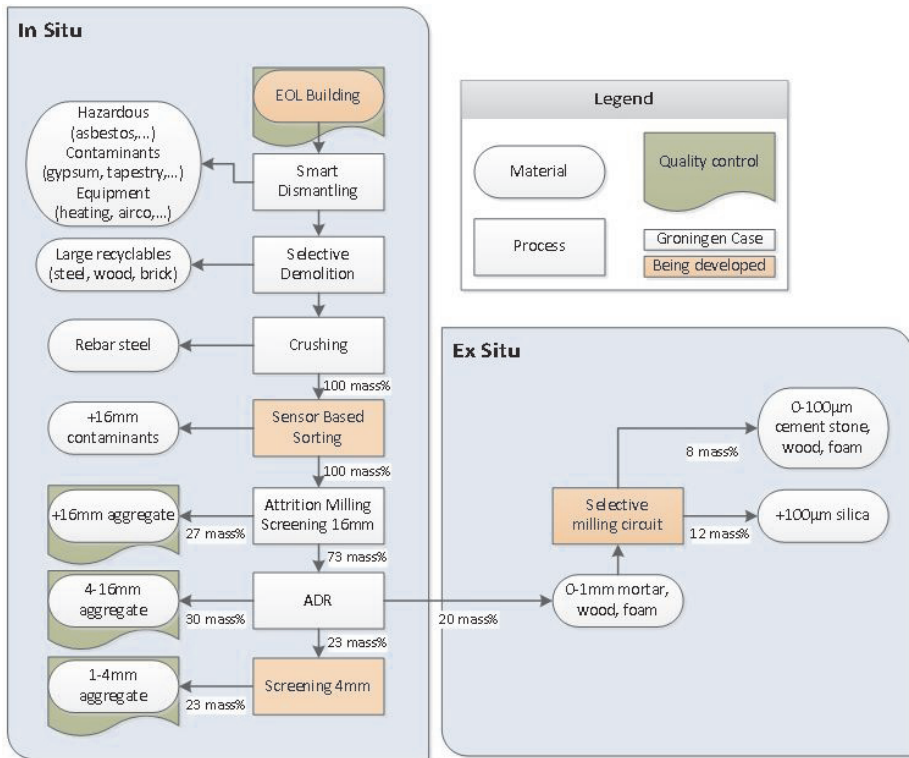 In Situ
EOL Building
Hazardous
(asbestos,...)
Contaminants
(gypsum, tapestry,...)
Equipment
(heating, airco,...)
Smart
Dismantling
Large recyclables
(steel, wood, brick)
Selective
Demolition
Rebar steel
Crushing
100 mass%
+16mm
contaminants
Sensor Based
Sorting
100 mass%
+16mm aggregate
27 mass%
Attrition Milling
Screening 16mm
73 mass%
4-16mm
aggregate
30 mass%
ADR
20 mass%
23 mass%
1-4mm
aggregate
23 mass%
Screening 4mm
Legend
Material
Quality control
Process
Groningen Case
Being developed
Ex Situ
0-100µm
cement stone,
wood, foam
8 mass%
Selective
milling circuit
12 mass%
+100µm silica
0-1mm mortar,
wood, foam